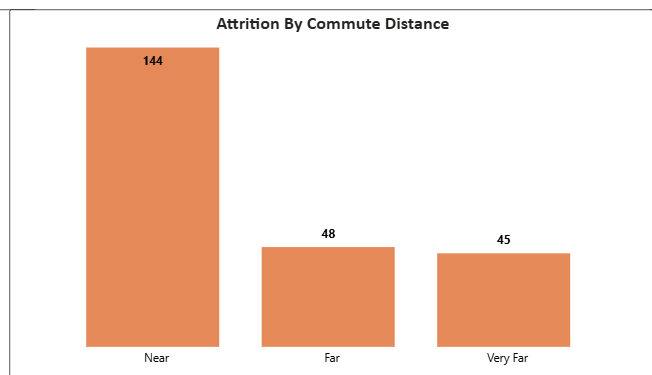 Attrition By Commute Distance
144
48
45
Near
Far
Very Far